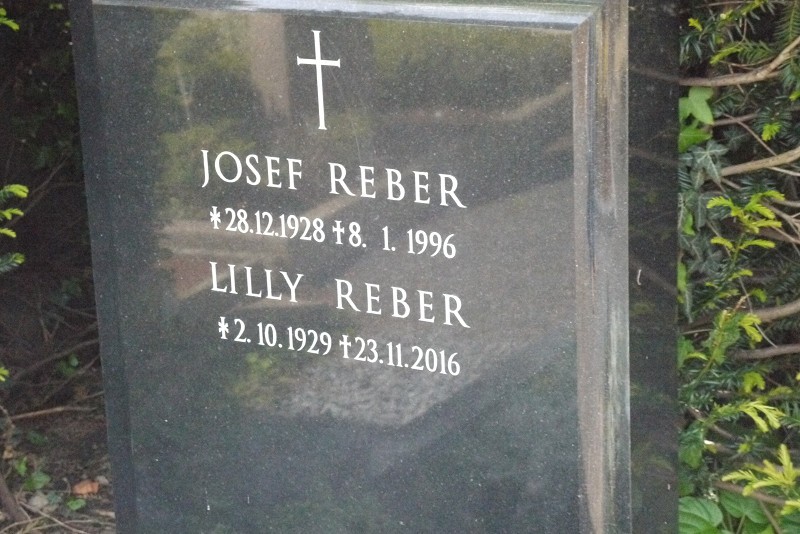 JOSEF REBER
*28.12.1928 ✝8. 1. 1996
LILLY REBER
*2. 10. 1929 ✝23.11.2016